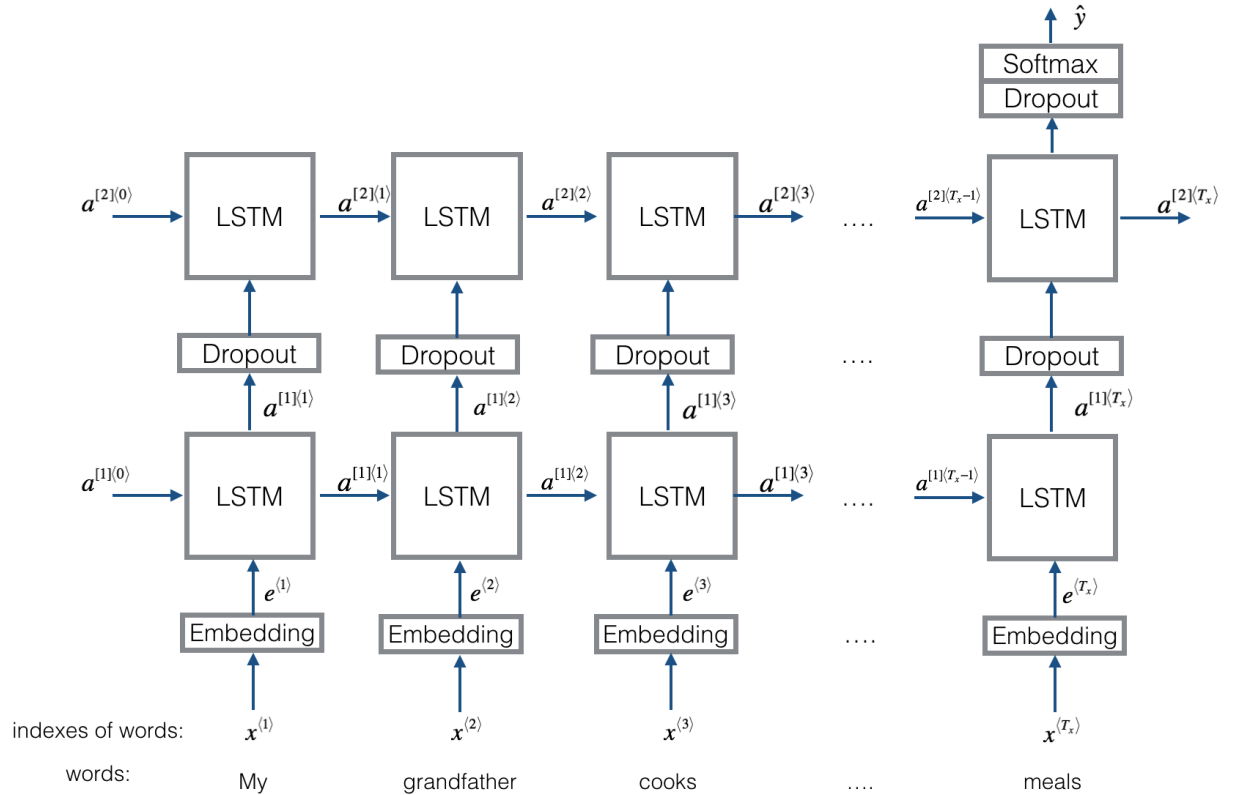 ŷ
Softmax
Dropout
a^[2]⟨0⟩ LSTM a^[2]⟨1⟩ LSTM a^[2]⟨2⟩ LSTM a^[2]⟨3⟩ .... a^[2]⟨Tₓ−1⟩ LSTM a^[2]⟨Tₓ⟩
Dropout Dropout Dropout .... Dropout
a^[1]⟨1⟩ a^[1]⟨2⟩ a^[1]⟨3⟩ a^[1]⟨Tₓ⟩
a^[1]⟨0⟩ LSTM a^[1]⟨1⟩ LSTM a^[1]⟨2⟩ LSTM a^[1]⟨3⟩ .... a^[1]⟨Tₓ−1⟩ LSTM
e^⟨1⟩ e^⟨2⟩ e^⟨3⟩ e^⟨Tₓ⟩
Embedding Embedding Embedding .... Embedding
indexes of words: x^⟨1⟩ x^⟨2⟩ x^⟨3⟩ x^⟨Tₓ⟩
words: My grandfather cooks .... meals